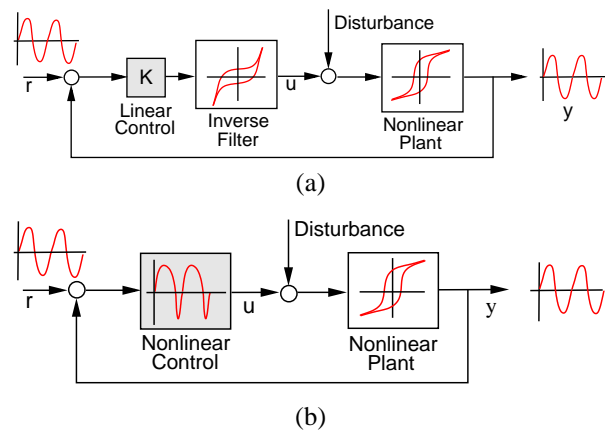 Disturbance
r
K
u
y
Linear
Control
Inverse
Filter
Nonlinear
Plant
(a)
Disturbance
r
u
y
Nonlinear
Control
Nonlinear
Plant
(b)